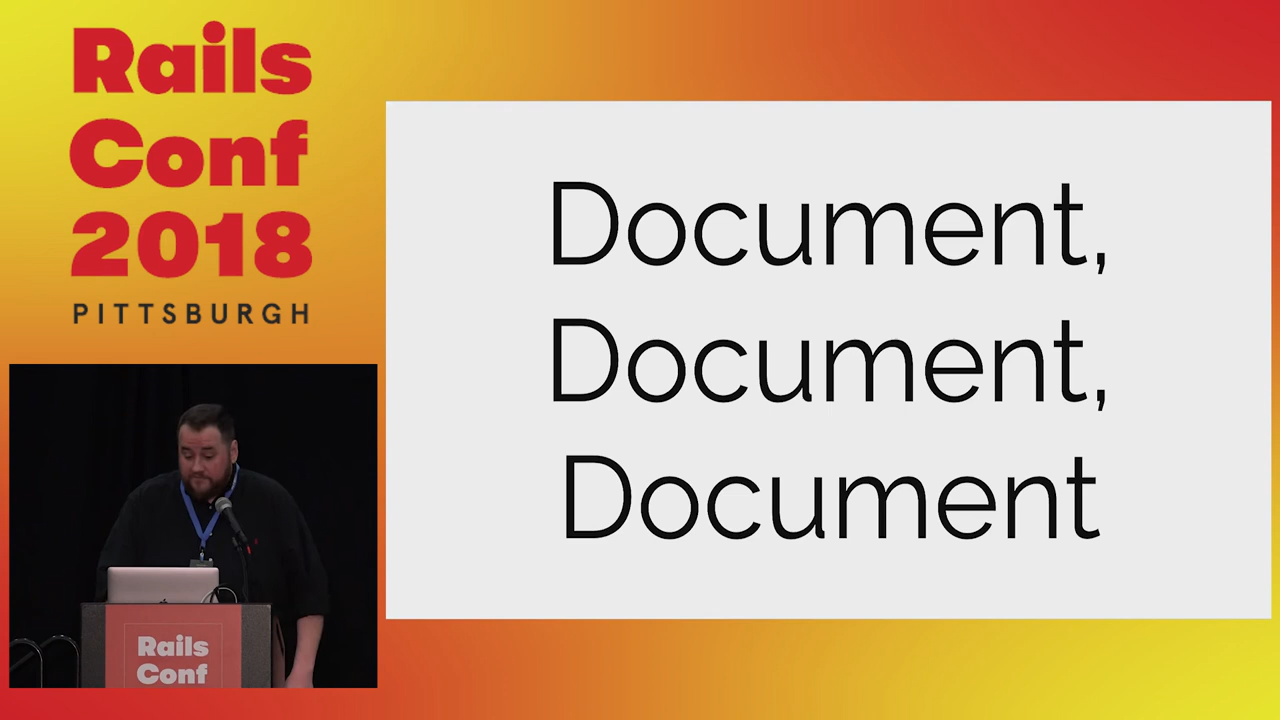 Rails
Conf
2018
PITTSBURGH
Document,
Document,
Document
Rails
Conf